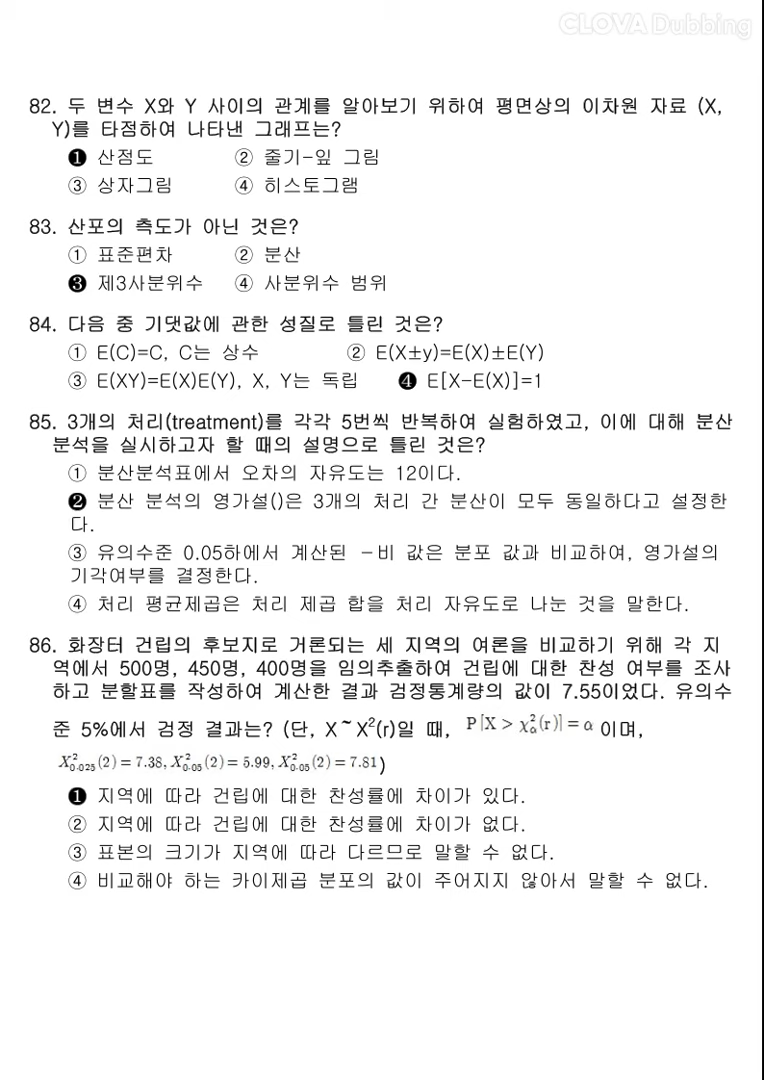 CLOVA Dubbing
82. 두 변수 X와 Y 사이의 관계를 알아보기 위하여 평면상의 이차원 자료 (X,
Y)를 타점하여 나타낸 그래프는?
❶ 산점도 ② 줄기-잎 그림
③ 상자그림 ④ 히스토그램
83. 산포의 측도가 아닌 것은?
① 표준편차 ② 분산
❸ 제3사분위수 ④ 사분위수 범위
84. 다음 중 기댓값에 관한 성질로 틀린 것은?
① E(C)=C, C는 상수 ② E(X±y)=E(X)±E(Y)
③ E(XY)=E(X)E(Y), X, Y는 독립 ❹ E[X-E(X)]=1
85. 3개의 처리(treatment)를 각각 5번씩 반복하여 실험하였고, 이에 대해 분산
분석을 실시하고자 할 때의 설명으로 틀린 것은?
① 분산분석표에서 오차의 자유도는 12이다.
❷ 분산 분석의 영가설()은 3개의 처리 간 분산이 모두 동일하다고 설정한
다.
③ 유의수준 0.05하에서 계산된 -비 값은 분포 값과 비교하여, 영가설의
기각여부를 결정한다.
④ 처리 평균제곱은 처리 제곱 합을 처리 자유도로 나눈 것을 말한다.
86. 화장터 건립의 후보지로 거론되는 세 지역의 여론을 비교하기 위해 각 지
역에서 500명, 450명, 400명을 임의추출하여 건립에 대한 찬성 여부를 조사
하고 분할표를 작성하여 계산한 결과 검정통계량의 값이 7.55이었다. 유의수
준 5%에서 검정 결과는? (단, X~X²(r)일 때, P[X > χ²α(r)] = α 이며,
X²0.025(2) = 7.38, X²0.05(2) = 5.99, X²0.05(2) = 7.81)
❶ 지역에 따라 건립에 대한 찬성률에 차이가 있다.
② 지역에 따라 건립에 대한 찬성률에 차이가 없다.
③ 표본의 크기가 지역에 따라 다르므로 말할 수 없다.
④ 비교해야 하는 카이제곱 분포의 값이 주어지지 않아서 말할 수 없다.